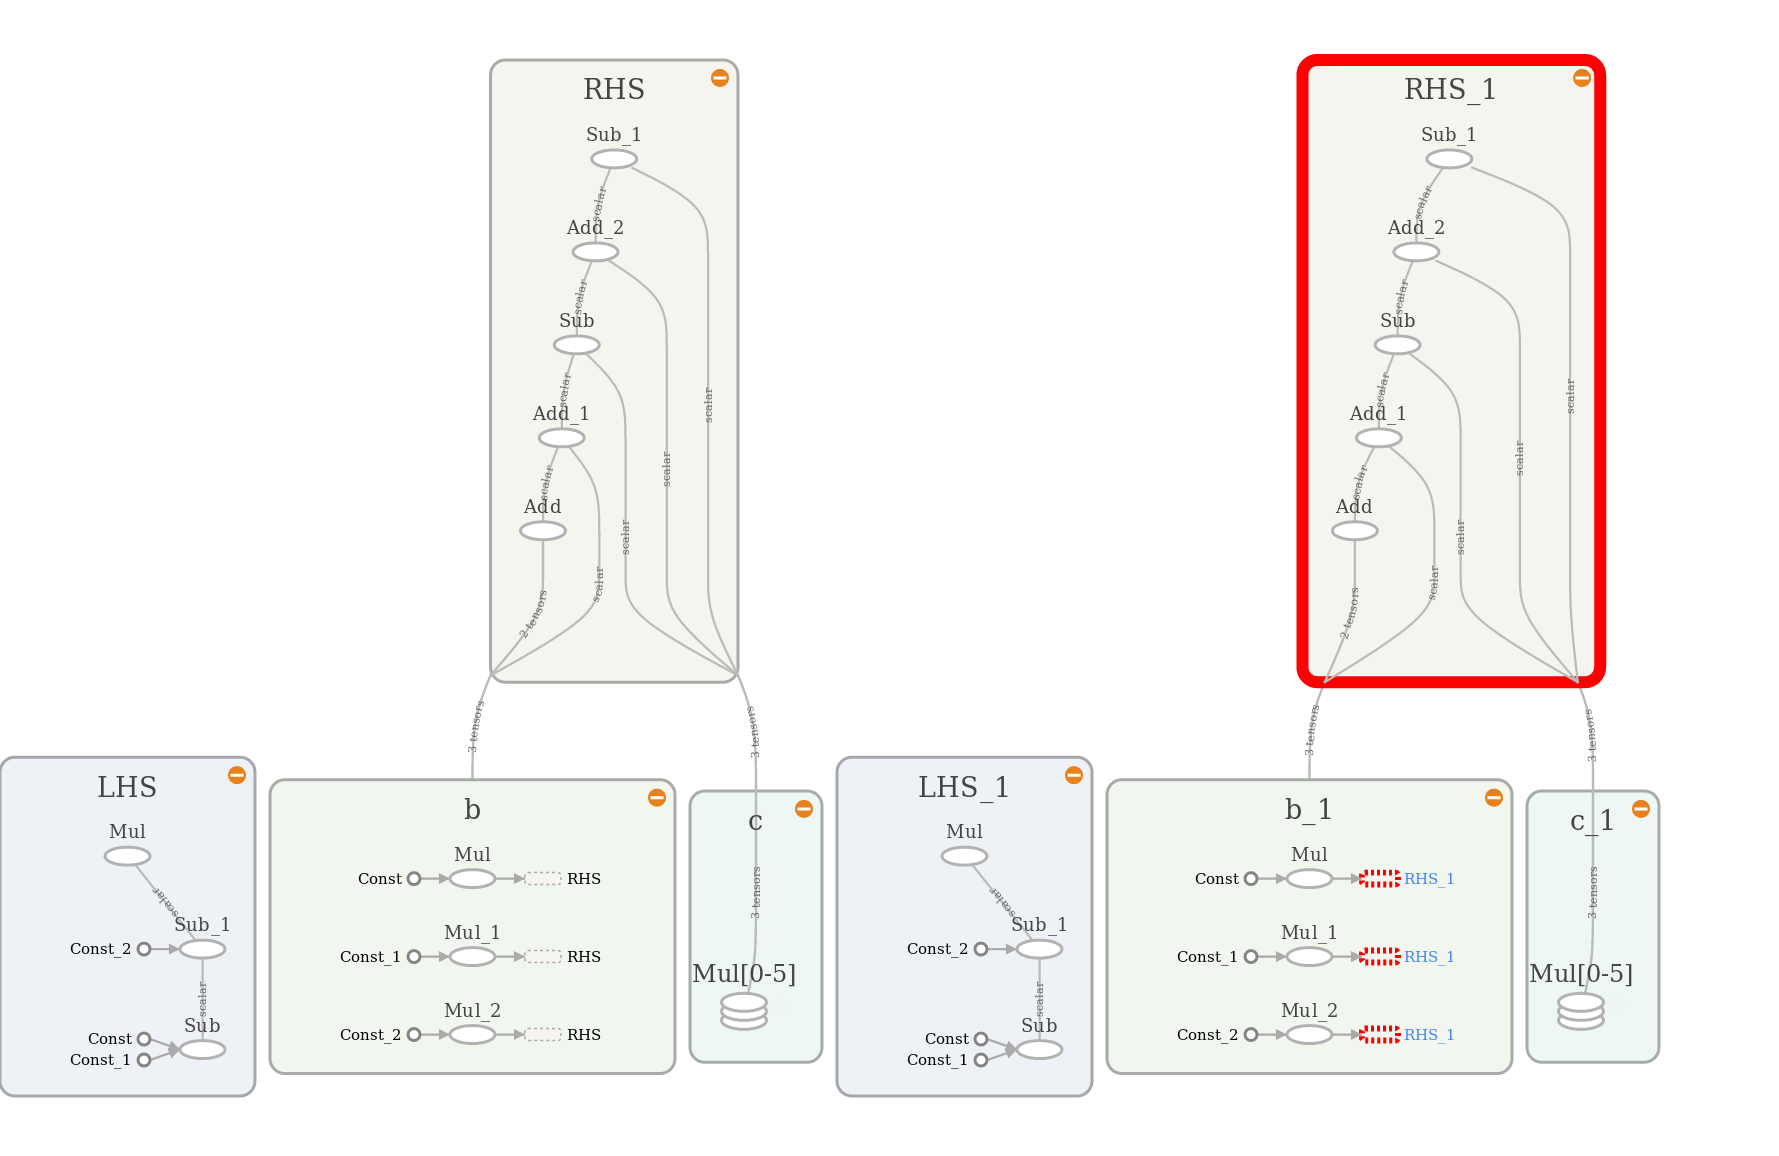 RHS
Sub_1
scalar
Add_2
scalar
Sub
scalar
scalar
Add_1
scalar
scalar
Add
scalar
scalar
2 tensors
3 tensors
3 tensors
RHS_1
Sub_1
scalar
Add_2
scalar
Sub
scalar
scalar
Add_1
scalar
scalar
Add
scalar
scalar
2 tensors
3 tensors
3 tensors
LHS
Mul
scalar
Sub_1
Const_2
scalar
Sub
Const
Const_1
b
Mul
Const RHS
Mul_1
Const_1 RHS
Mul_2
Const_2 RHS
c
3 tensors
Mul[0-5]
LHS_1
Mul
scalar
Sub_1
Const_2
scalar
Sub
Const
Const_1
b_1
Mul
Const RHS_1
Mul_1
Const_1 RHS_1
Mul_2
Const_2 RHS_1
c_1
3 tensors
Mul[0-5]